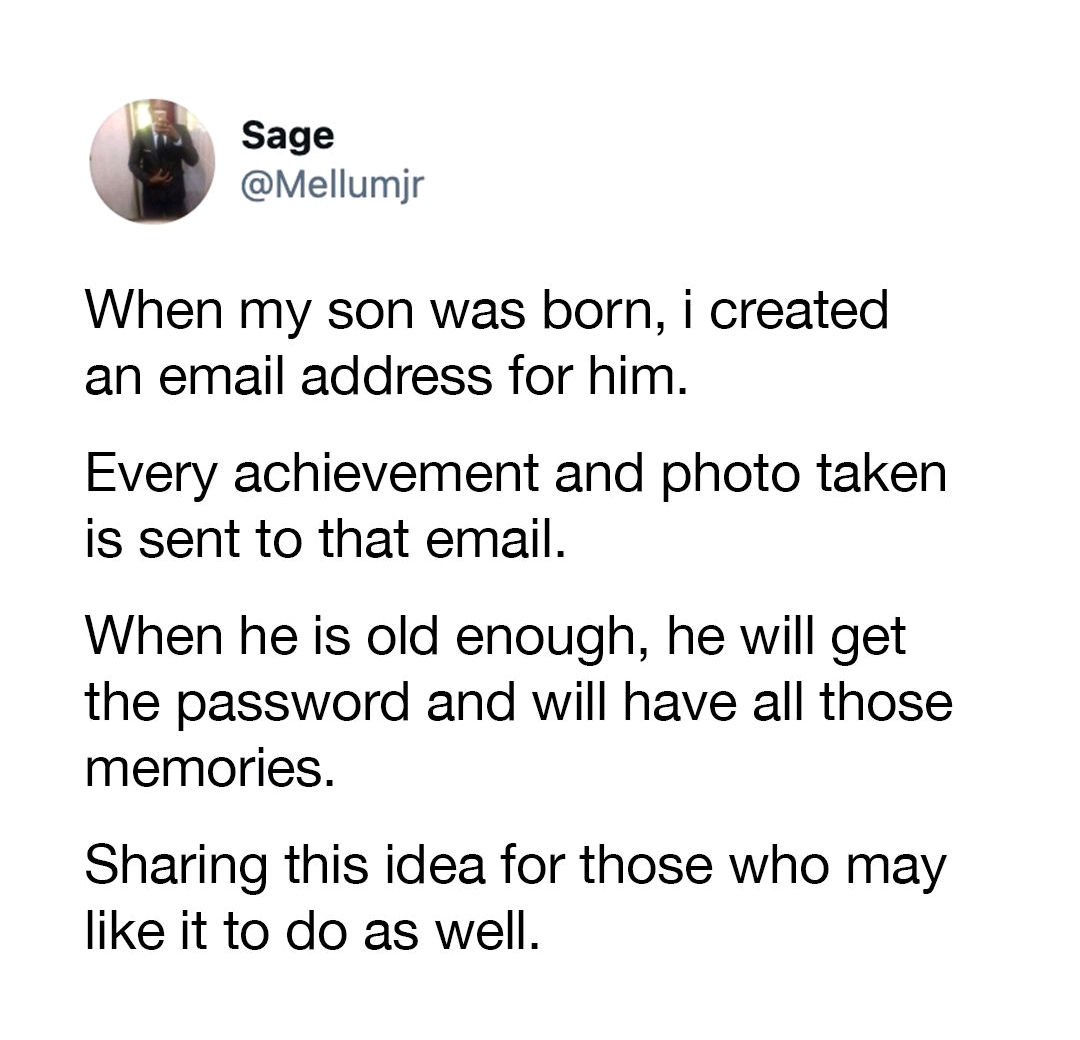 Sage
@Mellumjr
When my son was born, i created
an email address for him.
Every achievement and photo taken
is sent to that email.
When he is old enough, he will get
the password and will have all those
memories.
Sharing this idea for those who may
like it to do as well.